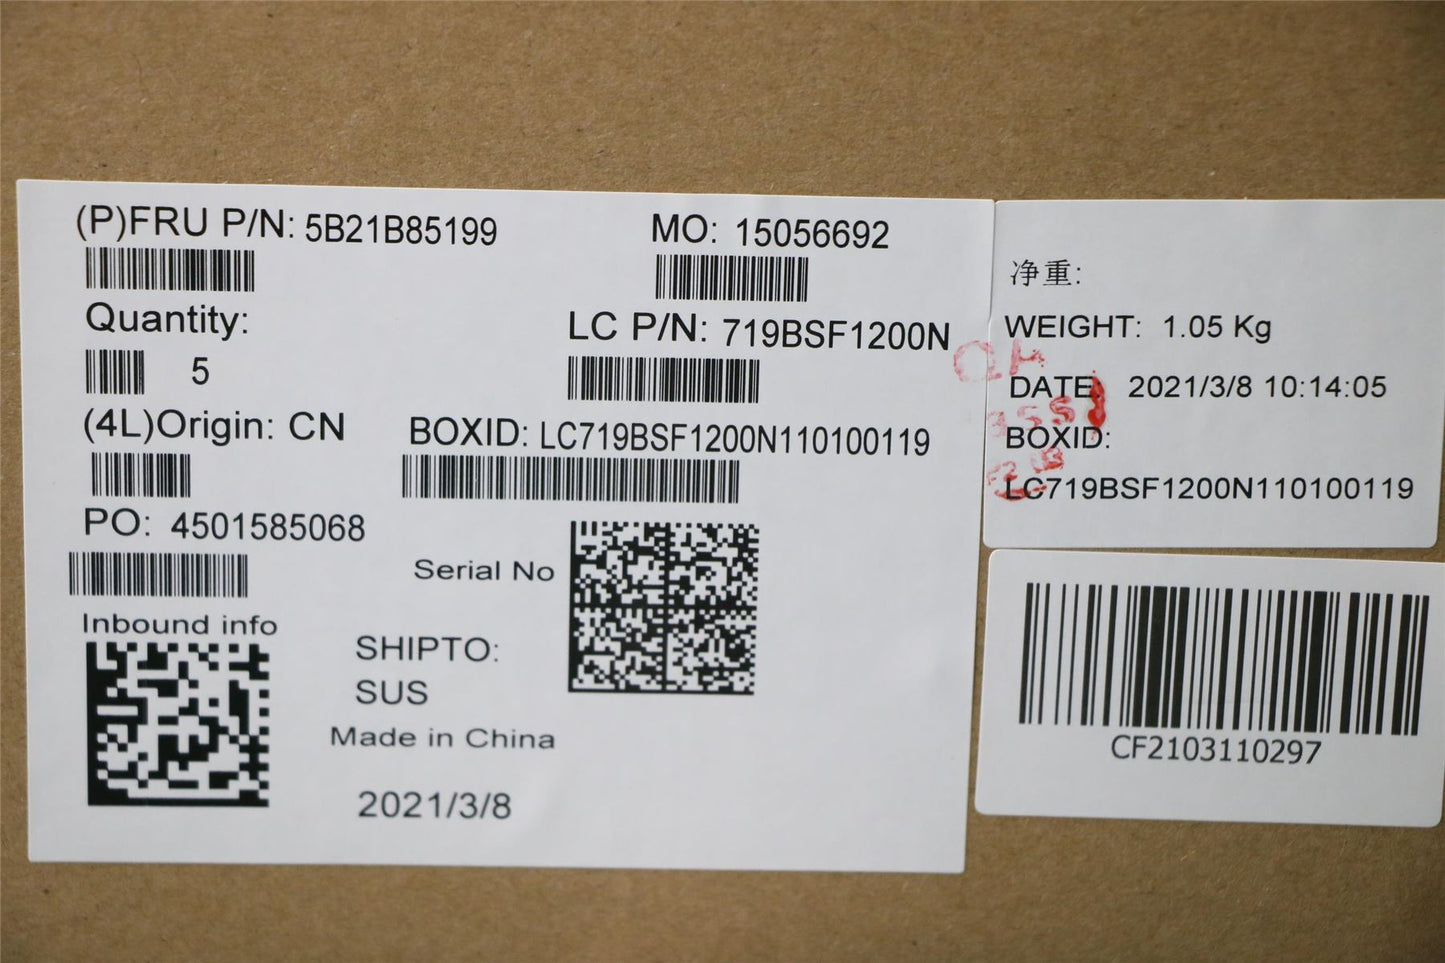 (P)FRU P/N: 5B21B85199
MO: 15056692
Quantity:
5
LC P/N: 719BSF1200N
(4L)Origin: CN
BOXID: LC719BSF1200N110100119
PO: 4501585068
Serial No
Inbound info
SHIPTO:
SUS
Made in China
2021/3/8
净重:
WEIGHT: 1.05 Kg
DATE: 2021/3/8 10:14:05
BOXID:
LC719BSF1200N110100119
QA
CF2103110297